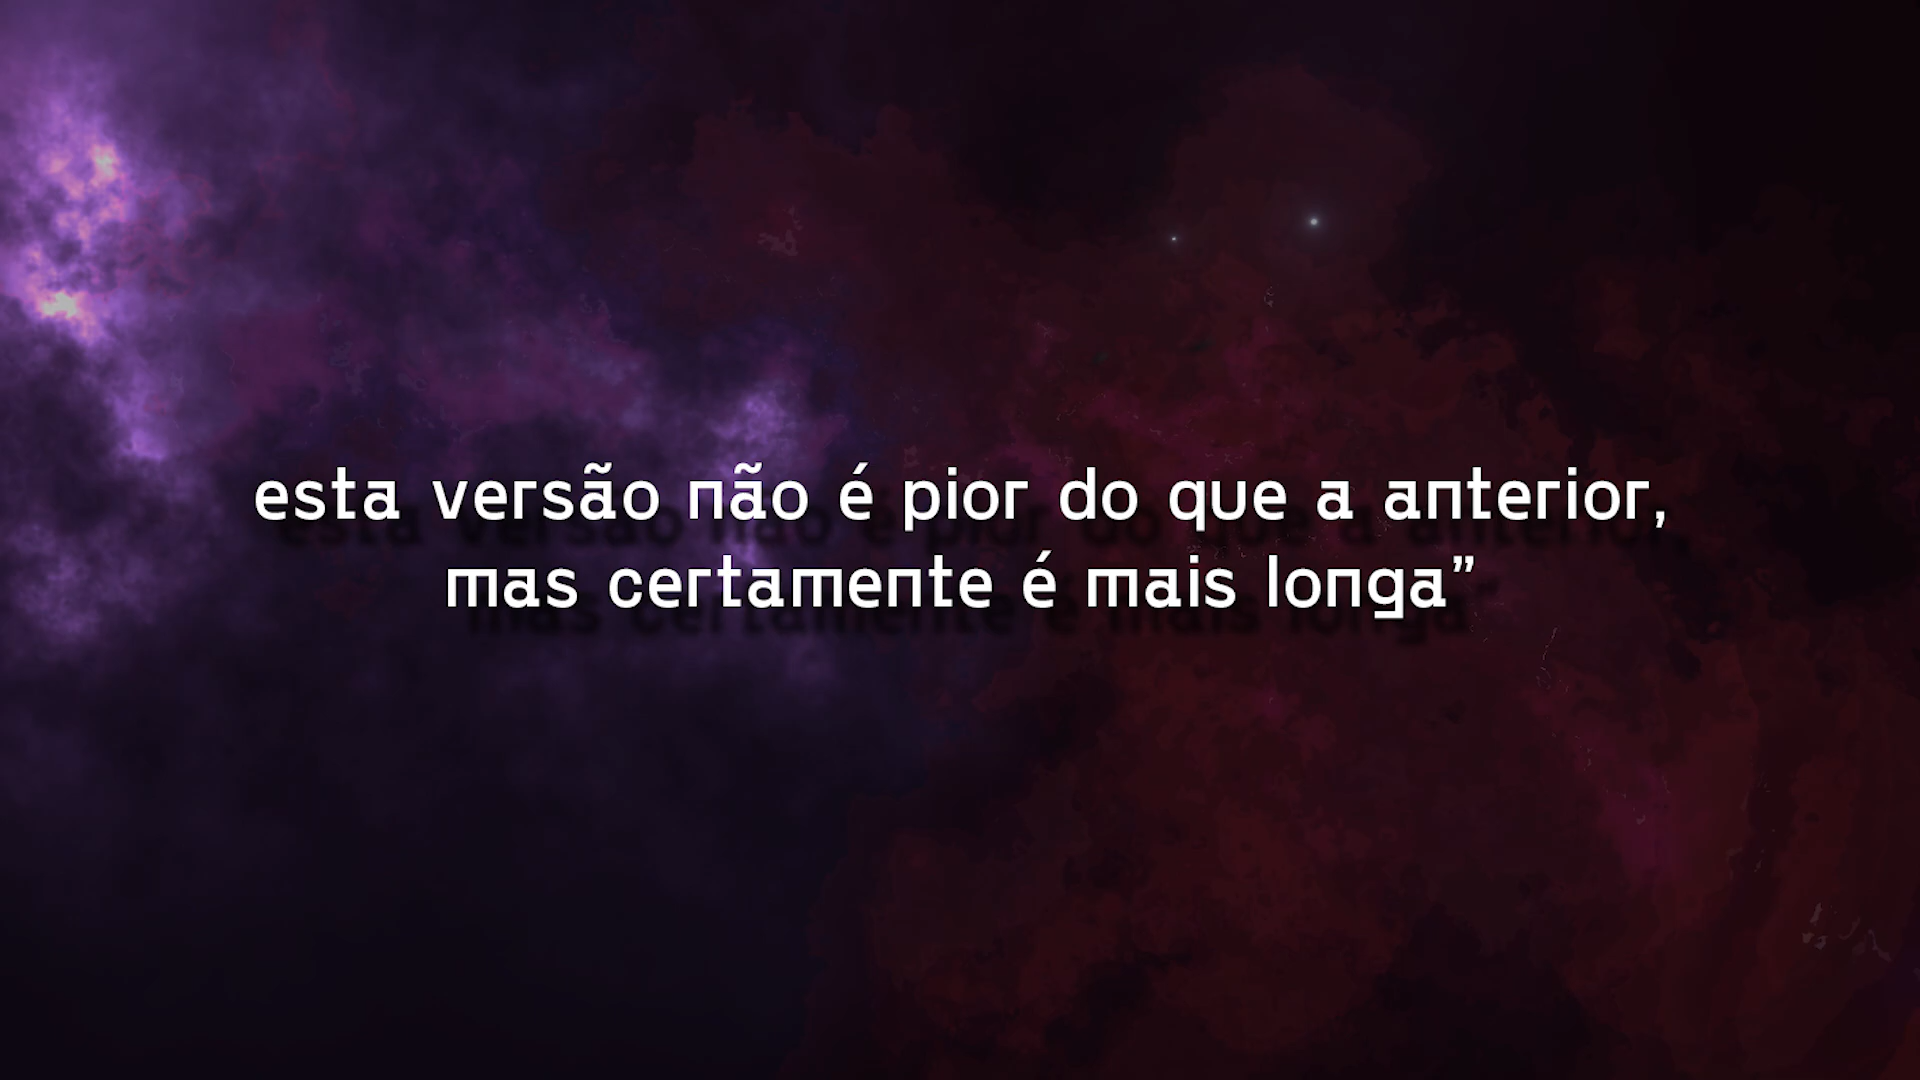 esta versão não é pior do que a anterior,
mas certamente é mais longa”